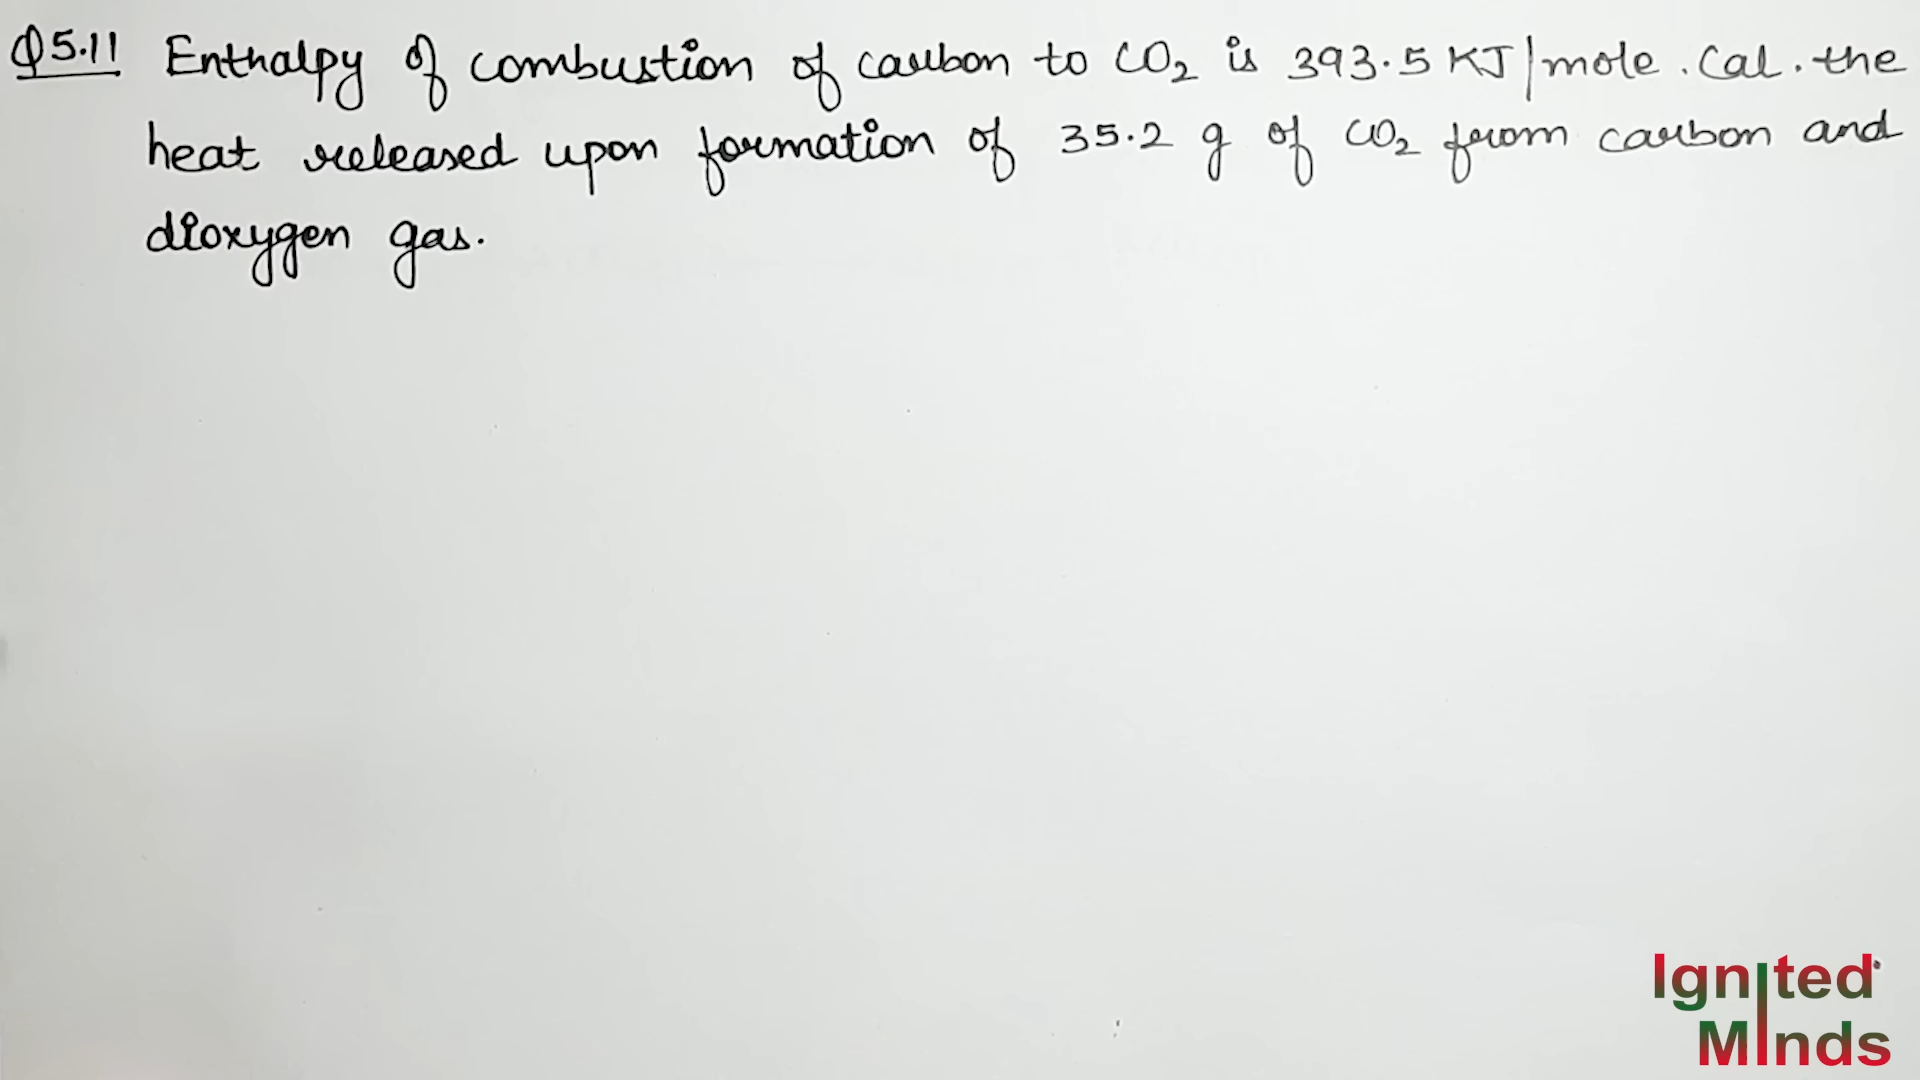 Q5.11 Enthalpy of combustion of carbon to CO₂ is 393.5 KJ/mole. Cal. the
heat released upon formation of 35.2 g of CO₂ from carbon and
dioxygen gas.
Ignited
Minds